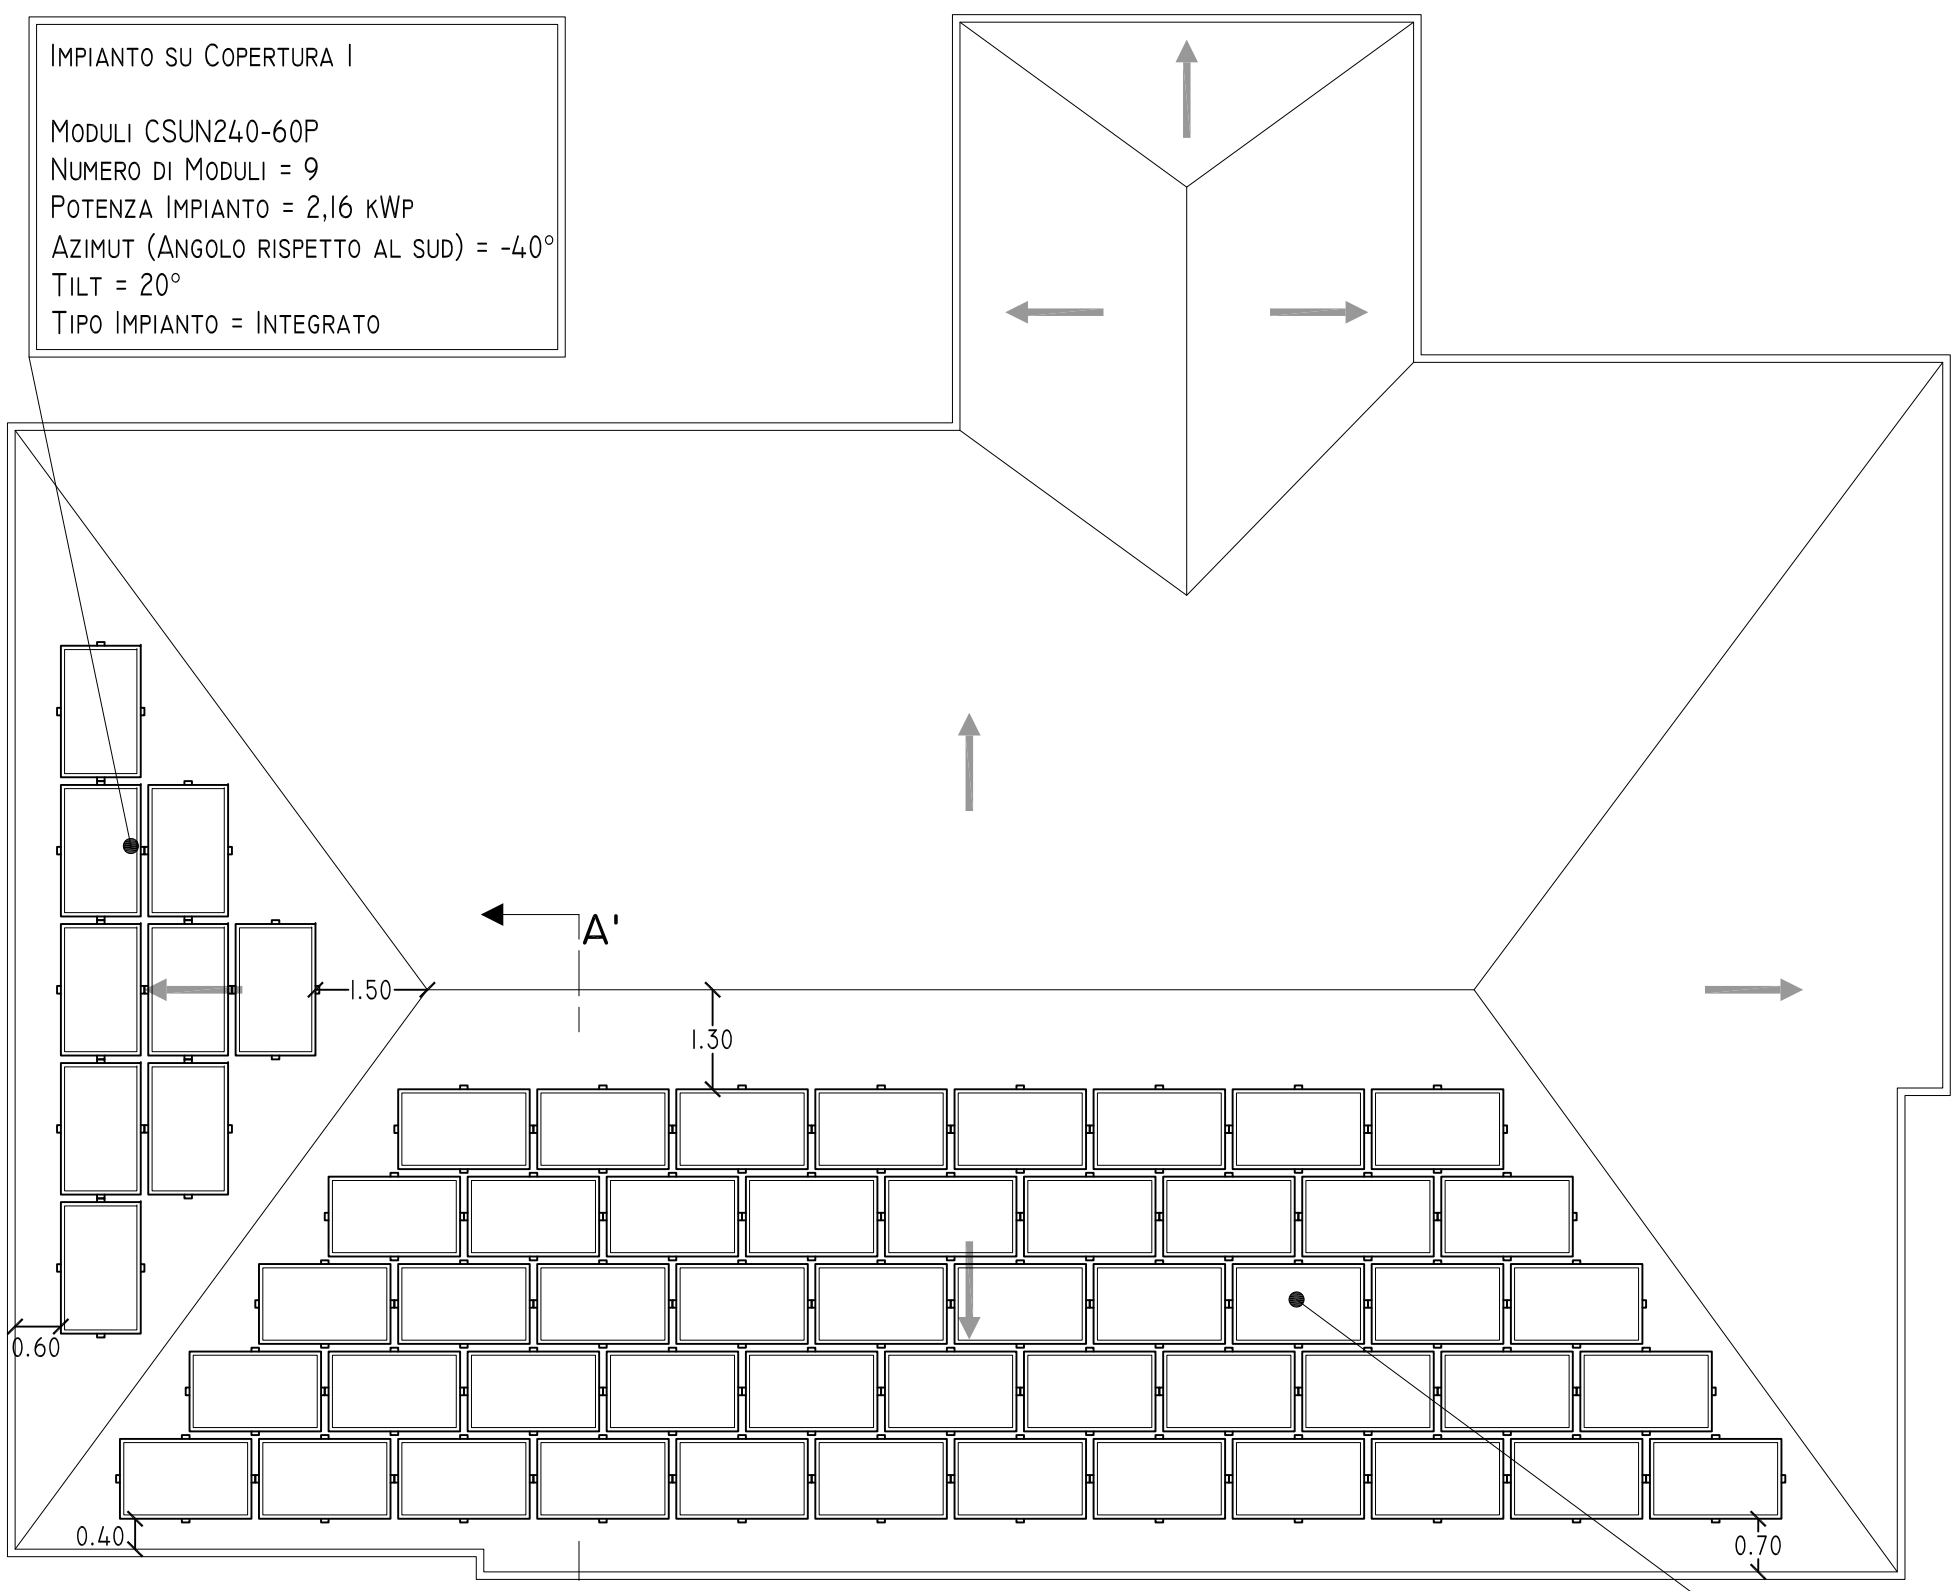 Impianto su Copertura 1
Moduli CSUN240-60P
Numero di Moduli = 9
Potenza Impianto = 2,16 kWp
Azimut (Angolo rispetto al sud) = -40°
Tilt = 20°
Tipo Impianto = Integrato
A'
1.50
1.30
0.60
0.40
0.70